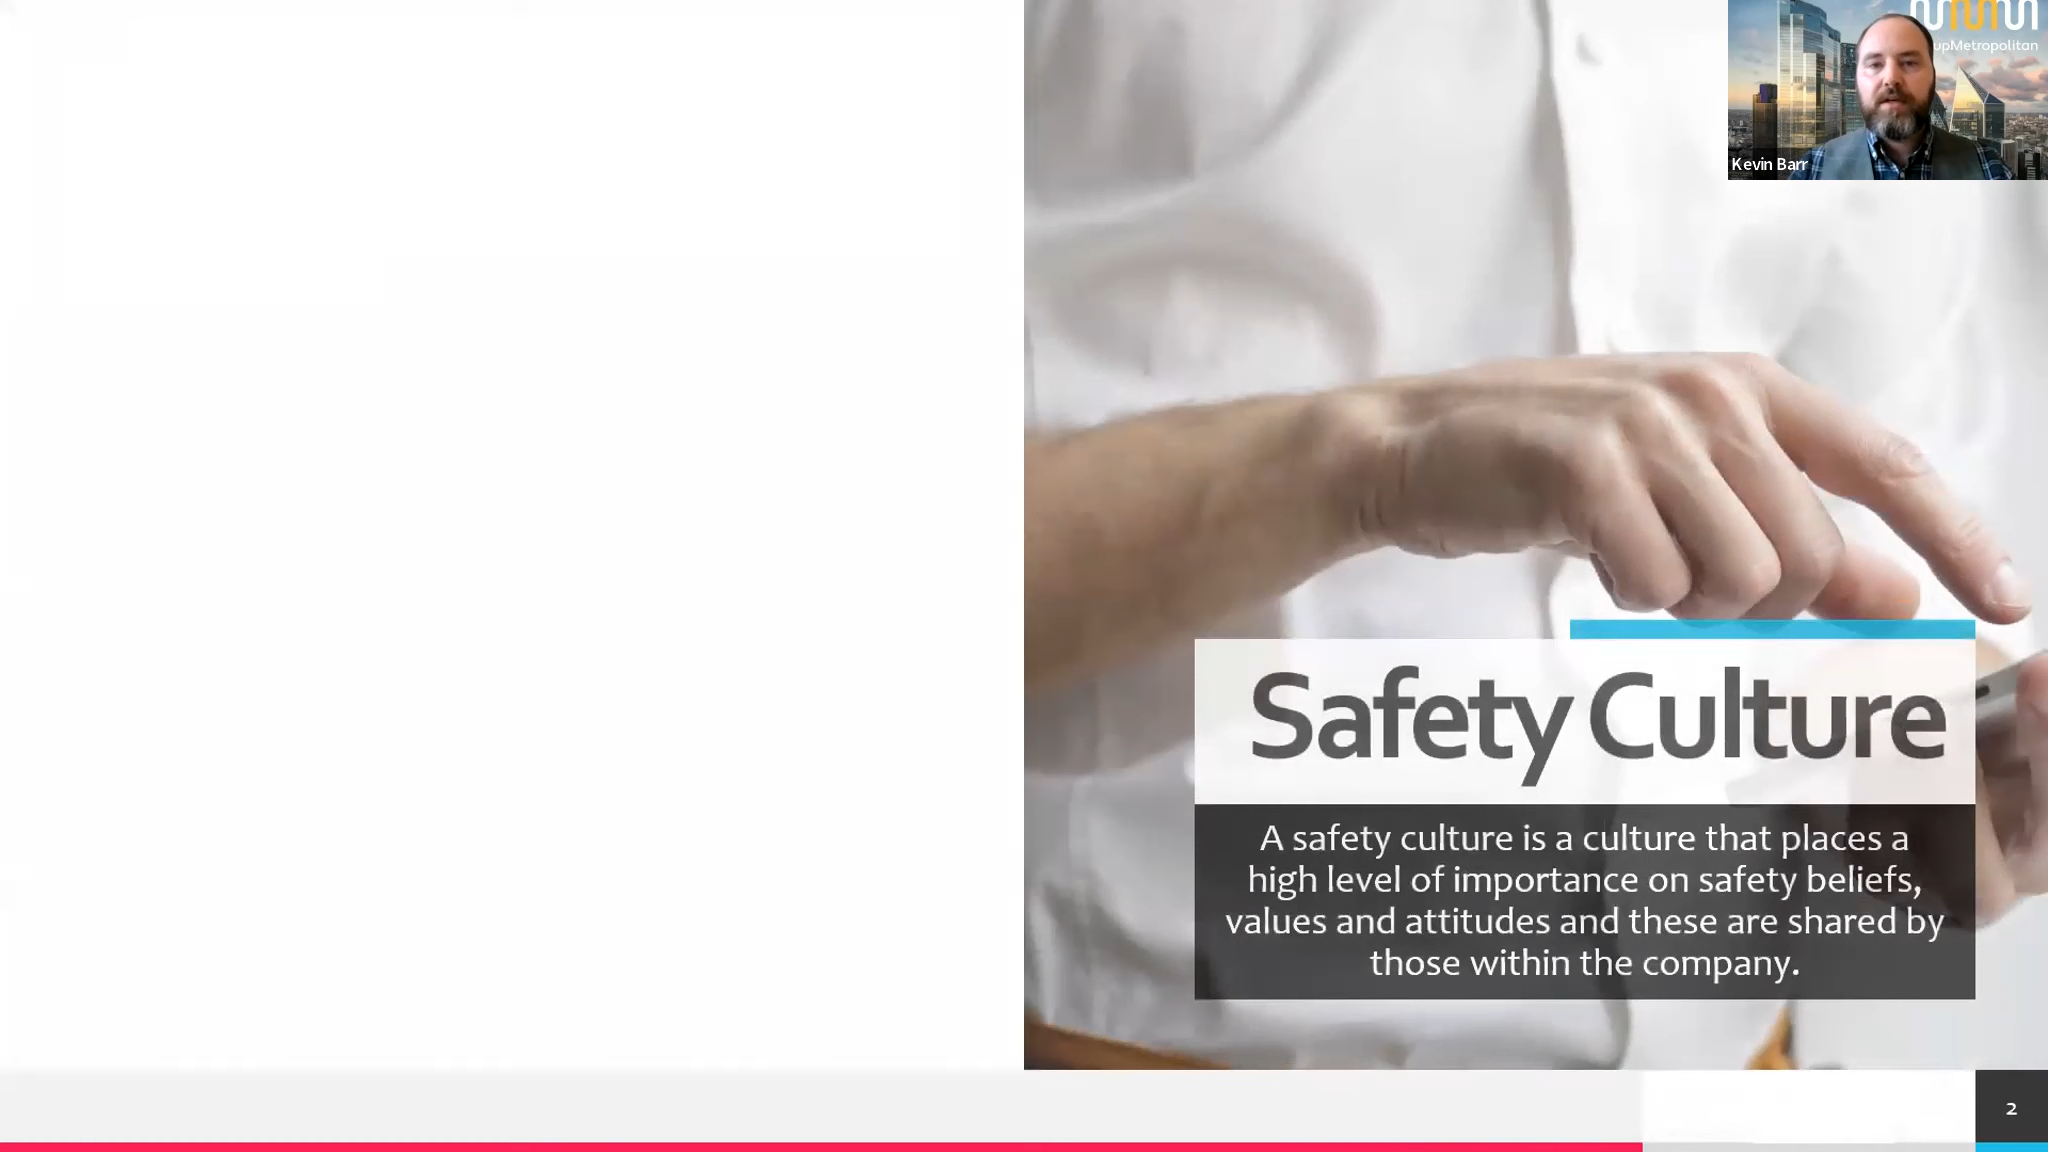 upMetropolitan
Kevin Barr
Safety Culture
A safety culture is a culture that places a
high level of importance on safety beliefs,
values and attitudes and these are shared by
those within the company.
2